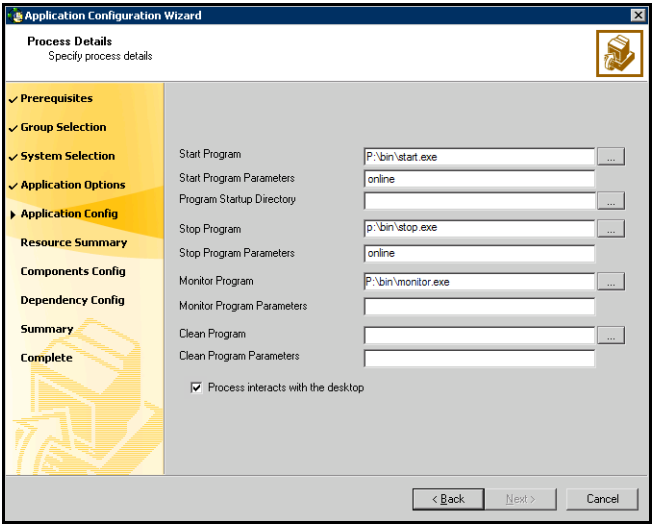 Application Configuration Wizard
Process Details
Specify process details
Prerequisites
Group Selection
System Selection
Application Options
Application Config
Resource Summary
Components Config
Dependency Config
Summary
Complete
Start Program
P:\bin\start.exe
...
Start Program Parameters
online
Program Startup Directory
...
Stop Program
p:\bin\stop.exe
...
Stop Program Parameters
online
Monitor Program
P:\bin\monitor.exe
...
Monitor Program Parameters
Clean Program
...
Clean Program Parameters
Process interacts with the desktop
< Back
Next >
Cancel